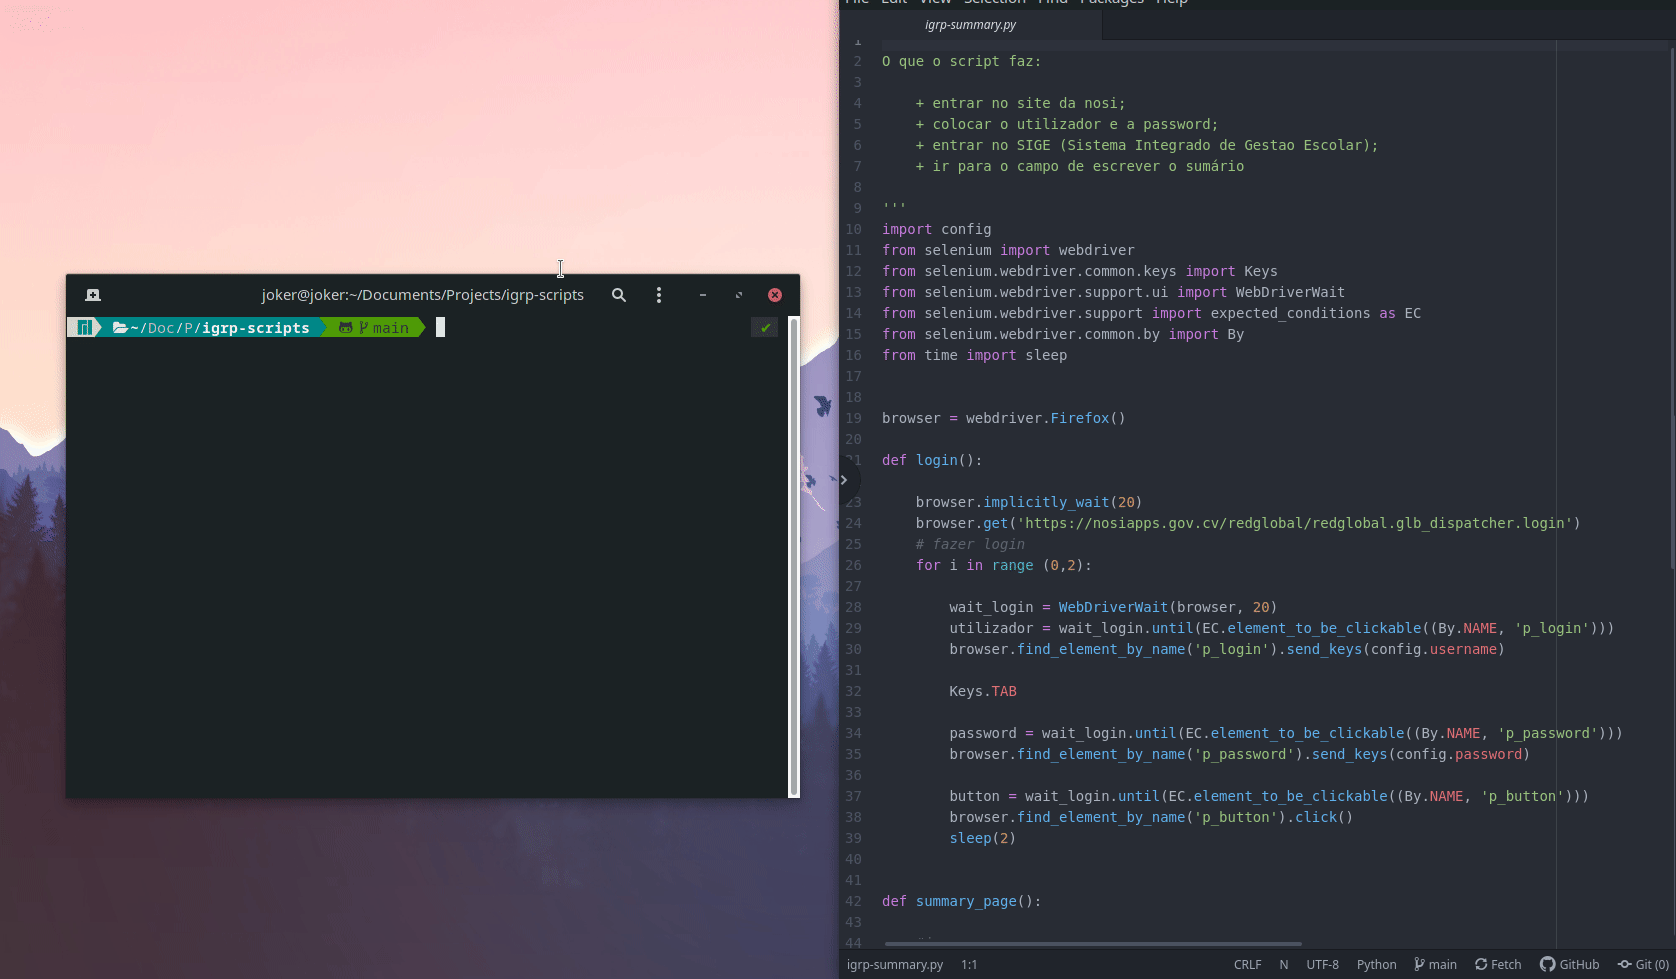 File Edit View Selection Find Packages Help
igrp-summary.py
1
2 O que o script faz:
3
4 + entrar no site da nosi;
5 + colocar o utilizador e a password;
6 + entrar no SIGE (Sistema Integrado de Gestao Escolar);
7 + ir para o campo de escrever o sumário
8
9 '''
10 import config
11 from selenium import webdriver
12 from selenium.webdriver.common.keys import Keys
13 from selenium.webdriver.support.ui import WebDriverWait
14 from selenium.webdriver.support import expected_conditions as EC
15 from selenium.webdriver.common.by import By
16 from time import sleep
17
18
19 browser = webdriver.Firefox()
20
21 def login():
23 browser.implicitly_wait(20)
24 browser.get('https://nosiapps.gov.cv/redglobal/redglobal.glb_dispatcher.login')
25 # fazer login
26 for i in range (0,2):
27
28 wait_login = WebDriverWait(browser, 20)
29 utilizador = wait_login.until(EC.element_to_be_clickable((By.NAME, 'p_login')))
30 browser.find_element_by_name('p_login').send_keys(config.username)
31
32 Keys.TAB
33
34 password = wait_login.until(EC.element_to_be_clickable((By.NAME, 'p_password')))
35 browser.find_element_by_name('p_password').send_keys(config.password)
36
37 button = wait_login.until(EC.element_to_be_clickable((By.NAME, 'p_button')))
38 browser.find_element_by_name('p_button').click()
39 sleep(2)
40
41
42 def summary_page():
43
44
igrp-summary.py 1:1 CRLF N UTF-8 Python main Fetch GitHub Git (0)
joker@joker:~/Documents/Projects/igrp-scripts
~/Doc/P/igrp-scripts main